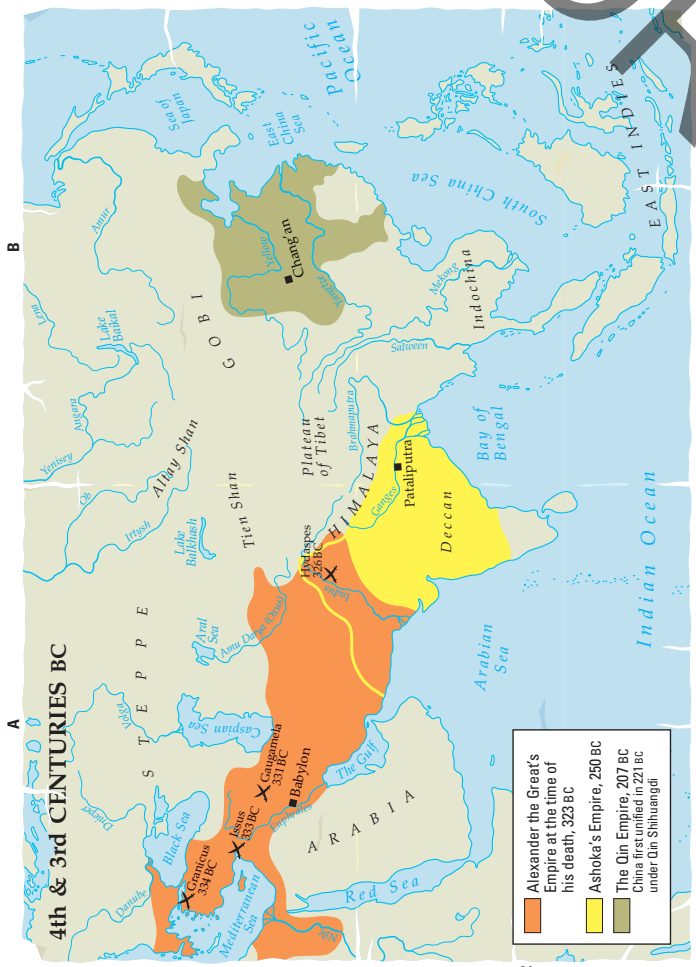 A
B
4th & 3rd CENTURIES BC
Lena
Amur
Yenisey
Angara
Lake
Baikal
Ob
Irtysh
Altay Shan
Lake
Balkhash
Tien Shan
GOBI
STEPPE
Volga
Dnieper
Danube
Black Sea
Caspian Sea
Aral
Sea
Amu Darya (Oxus)
Sea of
Japan
Pacific
Ocean
East
China
Sea
Yellow
Chang'an
Yangtze
Plateau
of Tibet
Brahmaputra
HIMALAYA
Salween
Mekong
Indochina
South China Sea
EAST INDIES
Granicus
334 BC
Issus
333 BC
Gaugamela
331 BC
Babylon
Euphrates
The Gulf
Mediterranean
Sea
Nile
Red Sea
ARABIA
Hydaspes
326 BC
Indus
Ganges
Pataliputra
Deccan
Bay of
Bengal
Arabian
Sea
Indian Ocean
Alexander the Great's
Empire at the time of
his death, 323 BC
Ashoka's Empire, 250 BC
The Qin Empire, 207 BC
China first unified in 221 BC
under Qin Shihuangdi